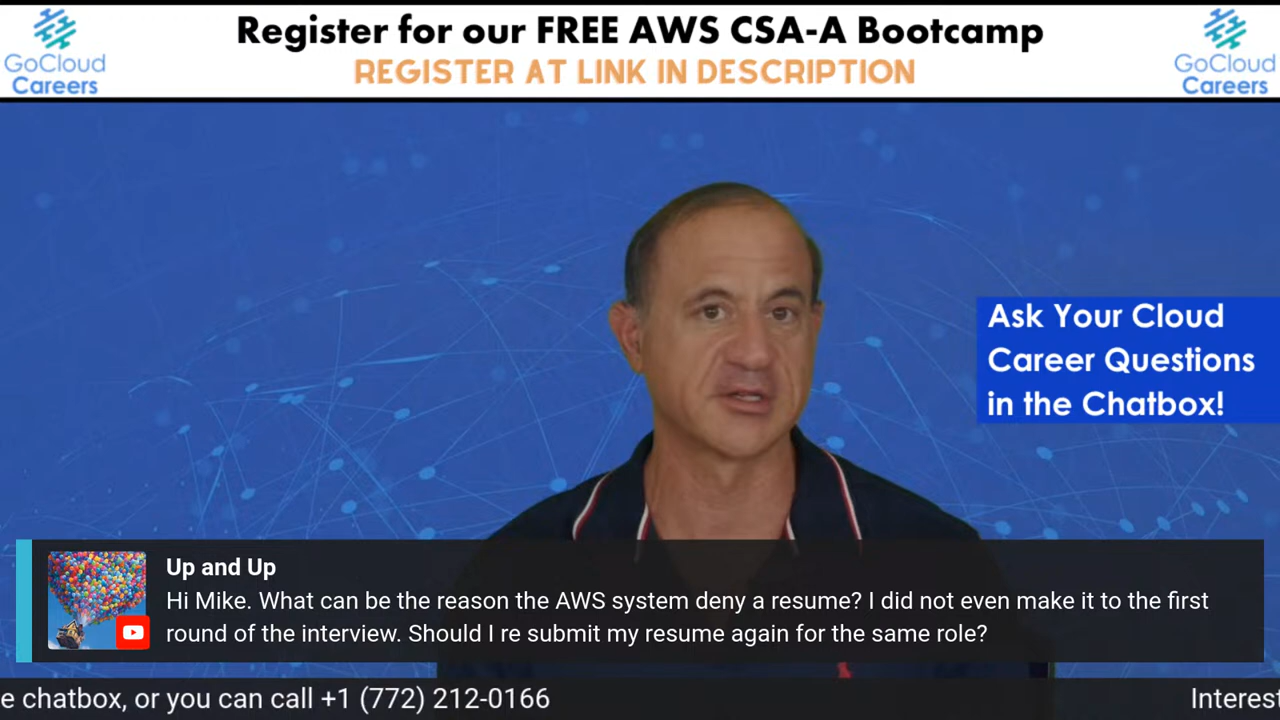 Register for our FREE AWS CSA-A Bootcamp
REGISTER AT LINK IN DESCRIPTION
GoCloud
Careers
GoCloud
Careers
Ask Your Cloud
Career Questions
in the Chatbox!
Up and Up
Hi Mike. What can be the reason the AWS system deny a resume? I did not even make it to the first
round of the interview. Should I re submit my resume again for the same role?
e chatbox, or you can call +1 (772) 212-0166
Interest